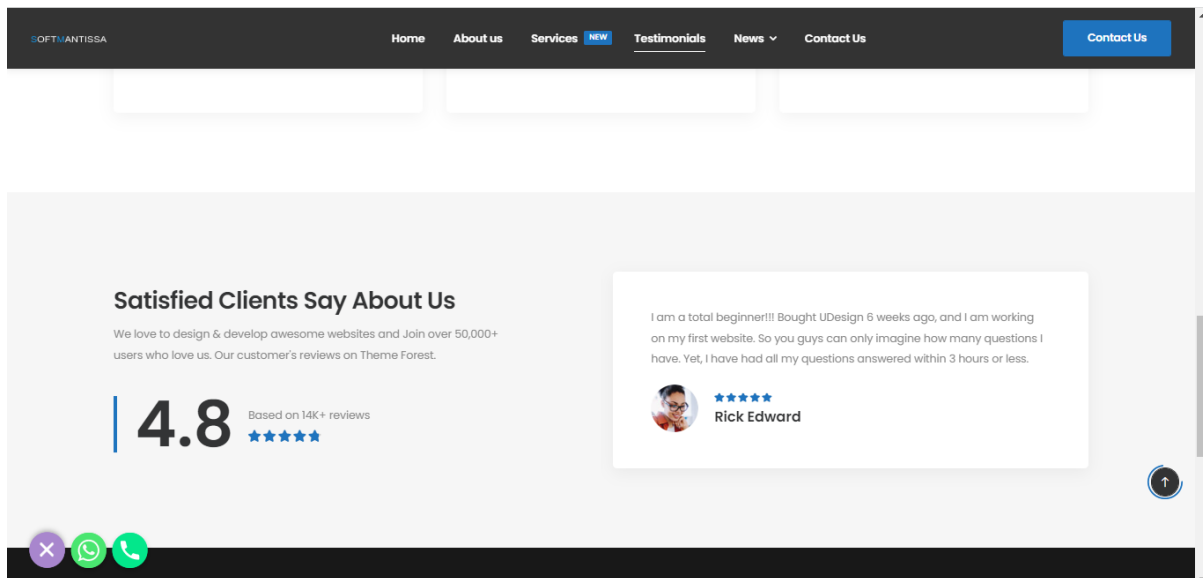 SOFTMANTISSA
Home About us Services NEW Testimonials News Contact Us
Contact Us
Satisfied Clients Say About Us
We love to design & develop awesome websites and Join over 50,000+
users who love us. Our customer's reviews on Theme Forest.
4.8
Based on 14K+ reviews
I am a total beginner!!! Bought UDesign 6 weeks ago, and I am working
on my first website. So you guys can only imagine how many questions I
have. Yet, I have had all my questions answered within 3 hours or less.
Rick Edward